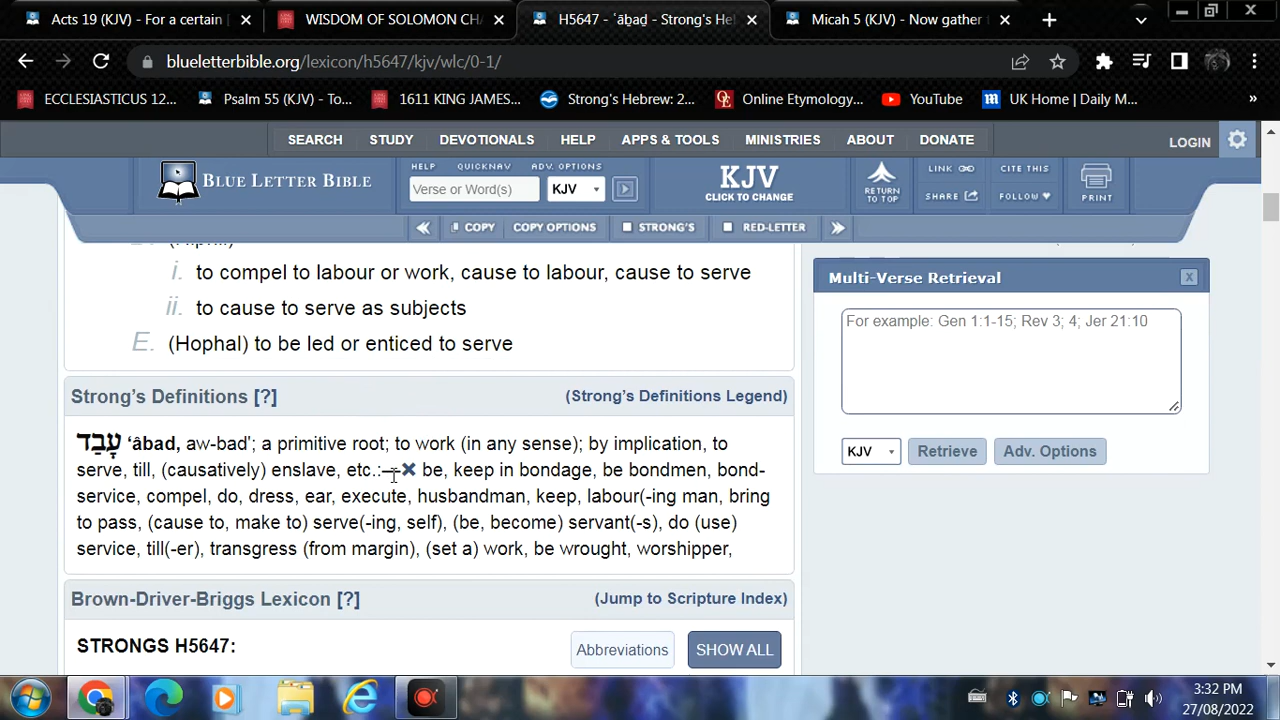 Acts 19 (KJV) - For a certain
WISDOM OF SOLOMON CHA
H5647 - ʿāḇaḏ - Strong's He
Micah 5 (KJV) - Now gather
blueletterbible.org/lexicon/h5647/kjv/wlc/0-1/
ECCLESIASTICUS 12...
Psalm 55 (KJV) - To...
1611 KING JAMES...
Strong's Hebrew: 2...
Online Etymology...
YouTube
UK Home | Daily M...
»
SEARCH STUDY DEVOTIONALS HELP APPS & TOOLS MINISTRIES ABOUT DONATE
LOGIN
BLUE LETTER BIBLE
HELP QUICKNAV ADV. OPTIONS
Verse or Word(s)
KJV
KJV
CLICK TO CHANGE
RETURN
TO TOP
LINK
CITE THIS
SHARE
FOLLOW
PRINT
COPY COPY OPTIONS STRONG'S RED-LETTER
i. to compel to labour or work, cause to labour, cause to serve
ii. to cause to serve as subjects
E. (Hophal) to be led or enticed to serve
Strong’s Definitions [?]
(Strong’s Definitions Legend)
עָבַד ʻâbad, aw-bad'; a primitive root; to work (in any sense); by implication, to
serve, till, (causatively) enslave, etc.:—× be, keep in bondage, be bondmen, bond-
service, compel, do, dress, ear, execute, husbandman, keep, labour(-ing man, bring
to pass, (cause to, make to) serve(-ing, self), (be, become) servant(-s), do (use)
service, till(-er), transgress (from margin), (set a) work, be wrought, worshipper,
Brown-Driver-Briggs Lexicon [?]
(Jump to Scripture Index)
STRONGS H5647:
Abbreviations
SHOW ALL
Multi-Verse Retrieval
For example: Gen 1:1-15; Rev 3; 4; Jer 21:10
KJV
Retrieve
Adv. Options
3:32 PM
27/08/2022